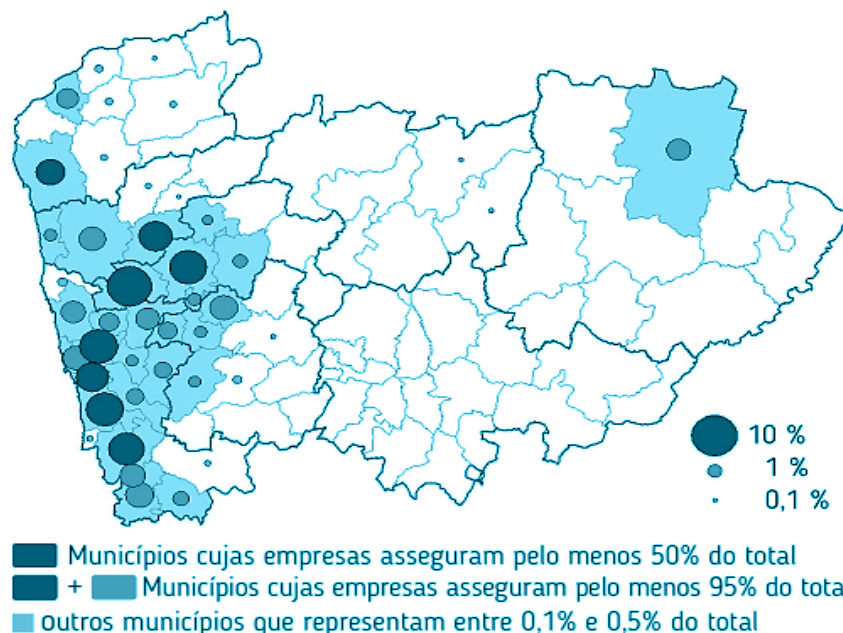 10 %
1 %
0,1 %
Municípios cujas empresas asseguram pelo menos 50% do total
+ Municípios cujas empresas asseguram pelo menos 95% do tota
outros municípios que representam entre 0,1% e 0,5% do total